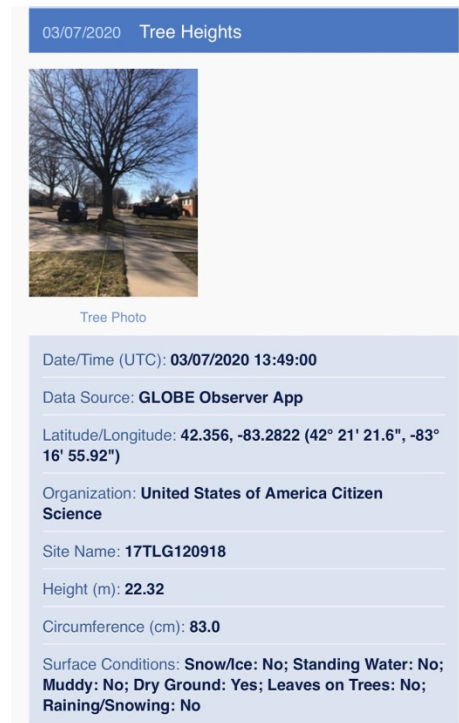 03/07/2020 Tree Heights
Tree Photo
Date/Time (UTC): 03/07/2020 13:49:00
Data Source: GLOBE Observer App
Latitude/Longitude: 42.356, -83.2822 (42° 21' 21.6", -83°
16' 55.92")
Organization: United States of America Citizen
Science
Site Name: 17TLG120918
Height (m): 22.32
Circumference (cm): 83.0
Surface Conditions: Snow/Ice: No; Standing Water: No;
Muddy: No; Dry Ground: Yes; Leaves on Trees: No;
Raining/Snowing: No